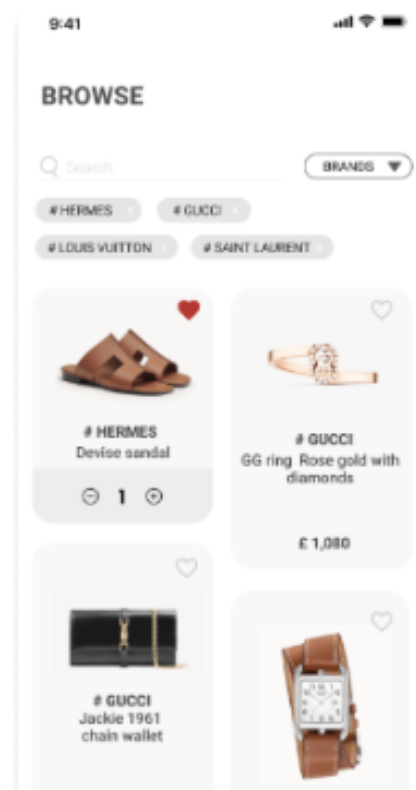 9:41
BROWSE
Search
BRANDS
# HERMES x
# GUCCI x
# LOUIS VUITTON x
# SAINT LAURENT x
# HERMES
Devise sandal
1
# GUCCI
GG ring Rose gold with
diamonds
£ 1,080
# GUCCI
Jackie 1961
chain wallet